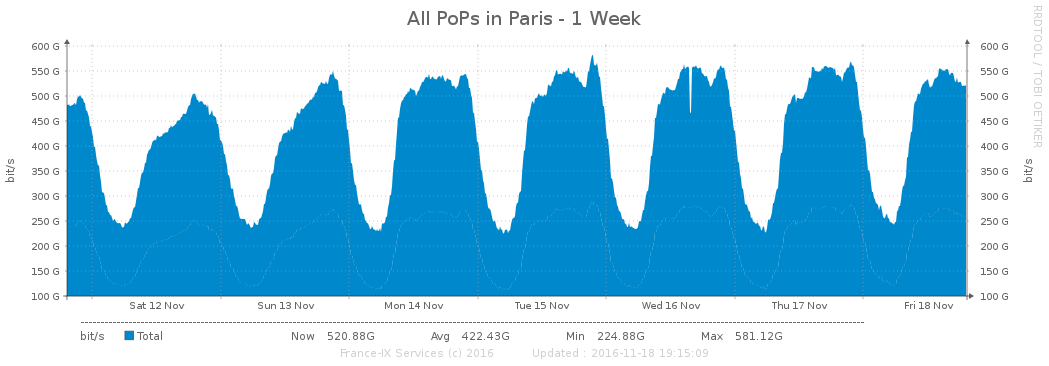 All PoPs in Paris - 1 Week
RRDTOOL / TOBI OETIKER
600 G 600 G
550 G 550 G
500 G 500 G
450 G 450 G
400 G 400 G
350 G 350 G
300 G 300 G
250 G 250 G
200 G 200 G
150 G 150 G
100 G 100 G
bit/s bit/s
Sat 12 Nov Sun 13 Nov Mon 14 Nov Tue 15 Nov Wed 16 Nov Thu 17 Nov Fri 18 Nov
bit/s Total Now 520.88G Avg 422.43G Min 224.88G Max 581.12G
France-IX Services (c) 2016 Updated : 2016-11-18 19:15:09